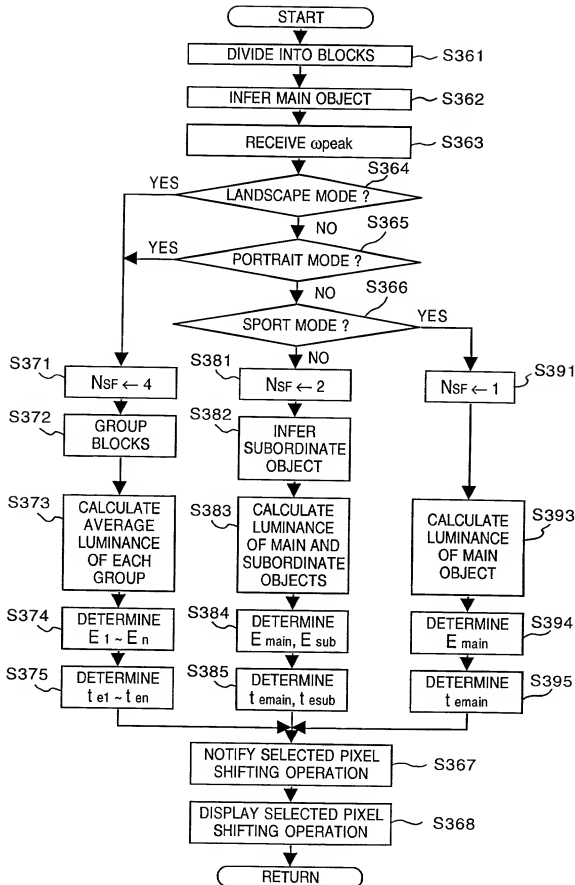 START
DIVIDE INTO BLOCKS
S361
INFER MAIN OBJECT
S362
RECEIVE ωpeak
S363
S364
YES
LANDSCAPE MODE ?
NO
S365
YES
PORTRAIT MODE ?
NO
S366
YES
SPORT MODE ?
NO
S371
NSF ← 4
S381
NSF ← 2
NSF ← 1
S391
S372
GROUP
BLOCKS
S382
INFER
SUBORDINATE
OBJECT
S373
CALCULATE
AVERAGE
LUMINANCE
OF EACH
GROUP
S383
CALCULATE
LUMINANCE
OF MAIN AND
SUBORDINATE
OBJECTS
CALCULATE
LUMINANCE
OF MAIN
OBJECT
S393
S374
DETERMINE
E1 ~ En
S384
DETERMINE
Emain, Esub
DETERMINE
Emain
S394
S375
DETERMINE
te1 ~ ten
S385
DETERMINE
temain, tesub
DETERMINE
temain
S395
NOTIFY SELECTED PIXEL
SHIFTING OPERATION
S367
DISPLAY SELECTED PIXEL
SHIFTING OPERATION
S368
RETURN